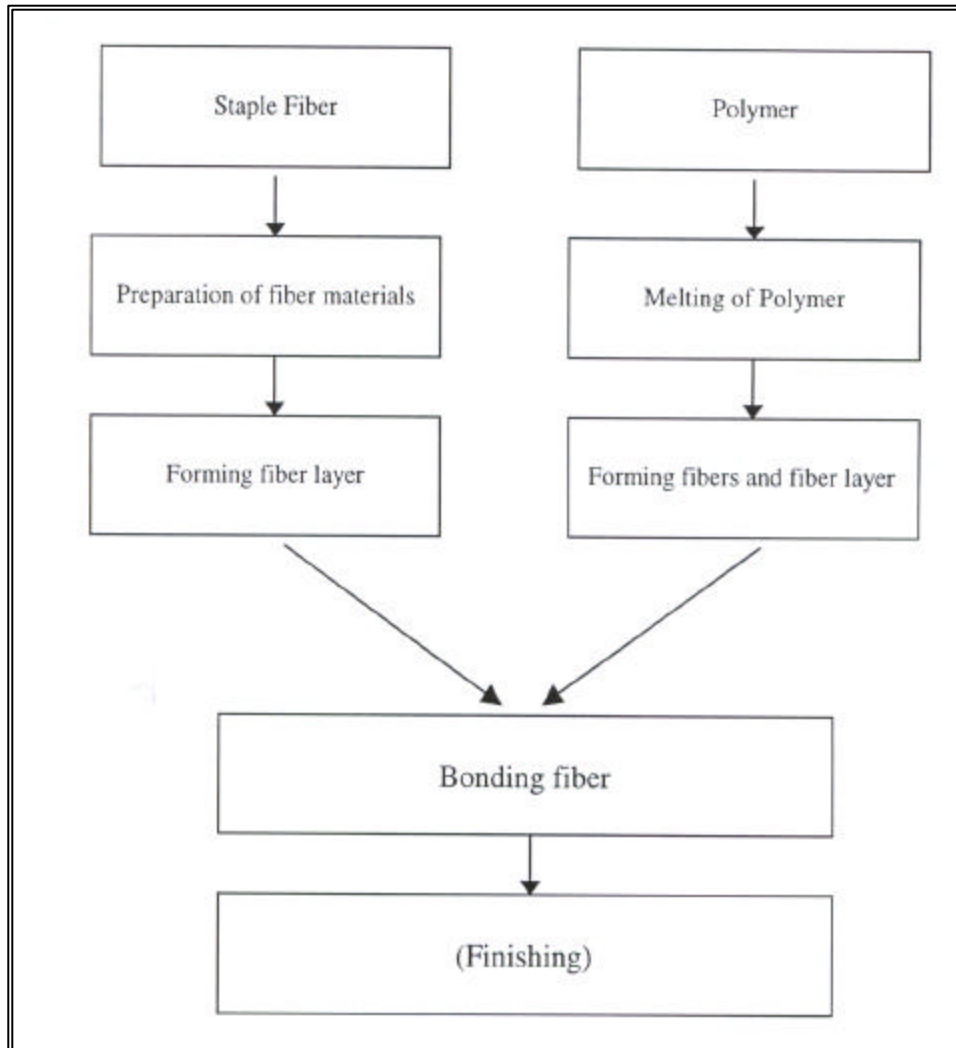 Staple Fiber
Polymer
Preparation of fiber materials
Melting of Polymer
Forming fiber layer
Forming fibers and fiber layer
Bonding fiber
(Finishing)